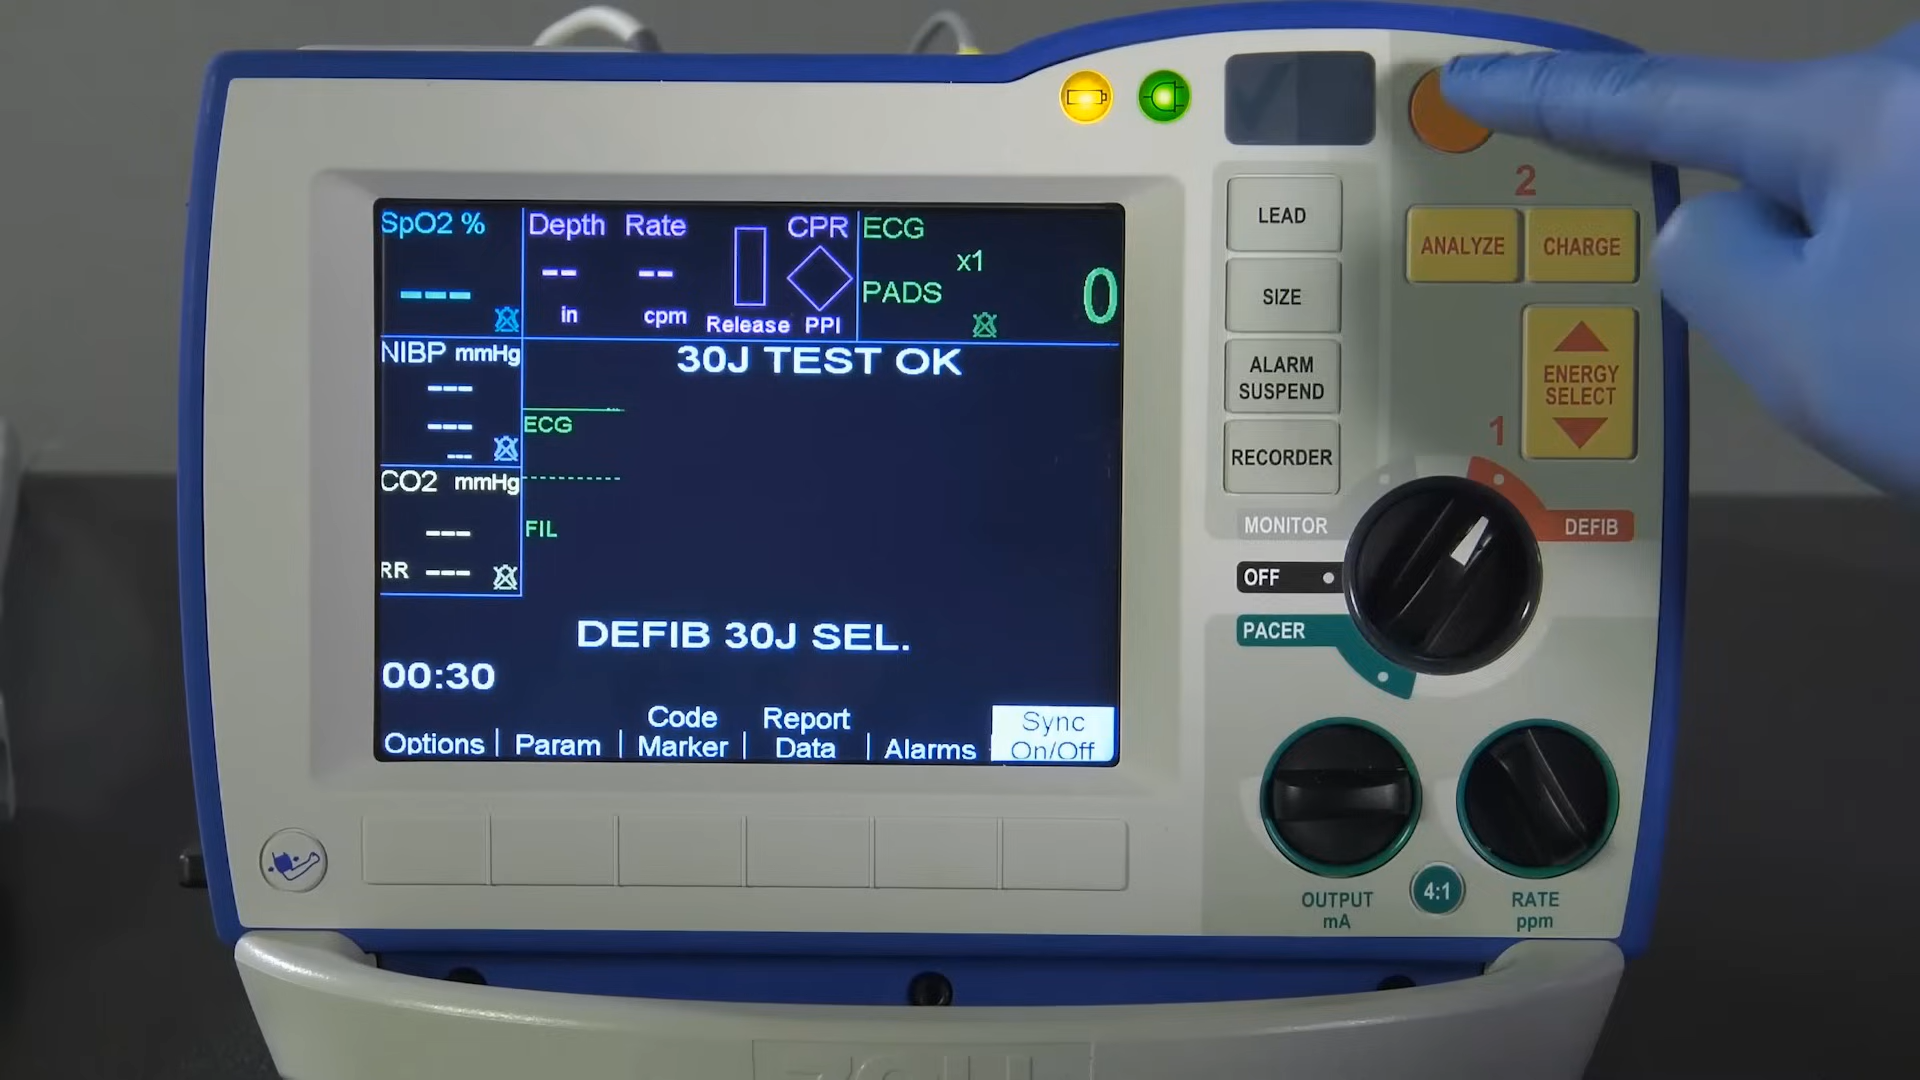 SpO2 %
---
Depth Rate CPR
-- --
in cpm Release PPI
ECG
x1
PADS
0
NIBP mmHg
---
---
---
30J TEST OK
ECG
CO2 mmHg
---
FIL
RR ---
DEFIB 30J SEL.
00:30
Options
Param
Code
Marker
Report
Data
Alarms
Sync
On/Off
LEAD
SIZE
ALARM
SUSPEND
RECORDER
2
ANALYZE
CHARGE
ENERGY
SELECT
1
MONITOR
DEFIB
OFF
PACER
OUTPUT
mA
4:1
RATE
ppm